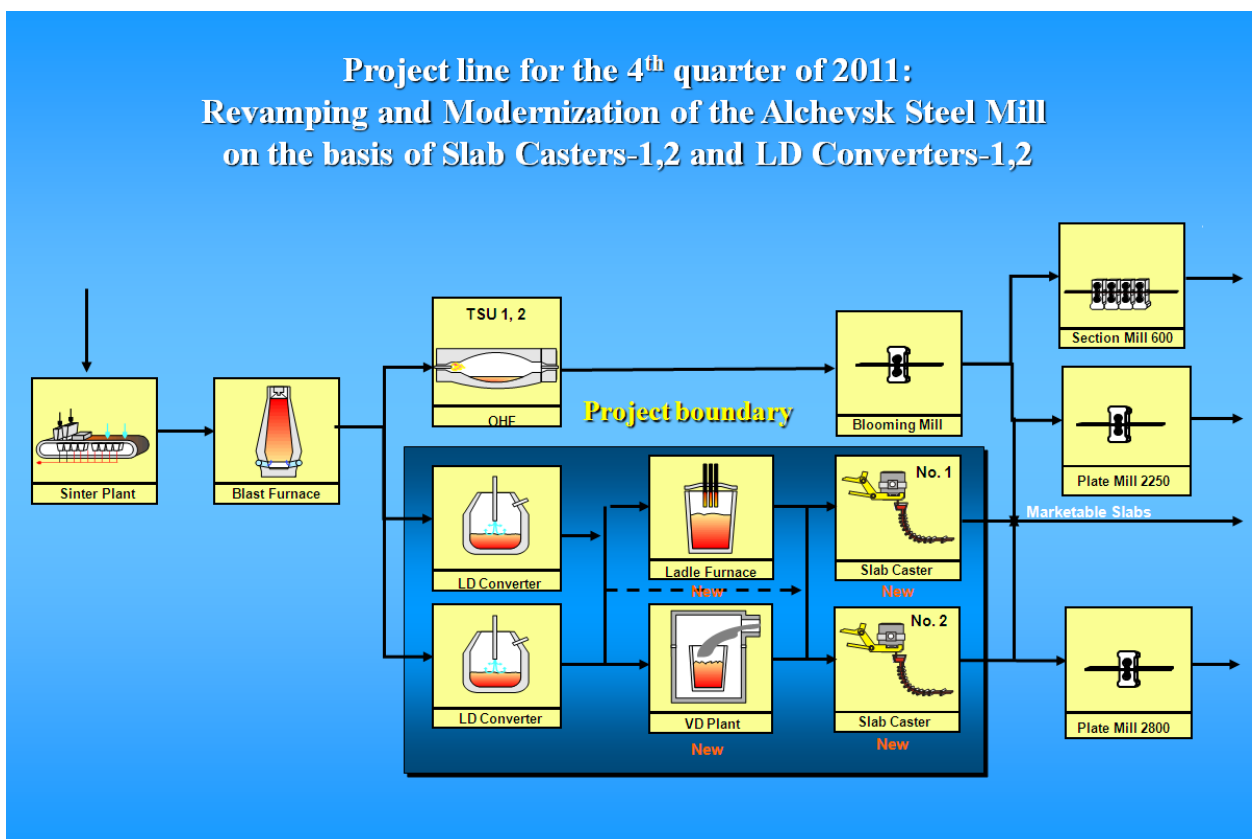 Project line for the 4th quarter of 2011:
Revamping and Modernization of the Alchevsk Steel Mill
on the basis of Slab Casters-1,2 and LD Converters-1,2
TSU 1, 2
OHF
Section Mill 600
Sinter Plant
Blast Furnace
Project boundary
Blooming Mill
Plate Mill 2250
No. 1
Marketable Slabs
LD Converter
Ladle Furnace
New
Slab Caster
New
No. 2
LD Converter
VD Plant
New
Slab Caster
New
Plate Mill 2800